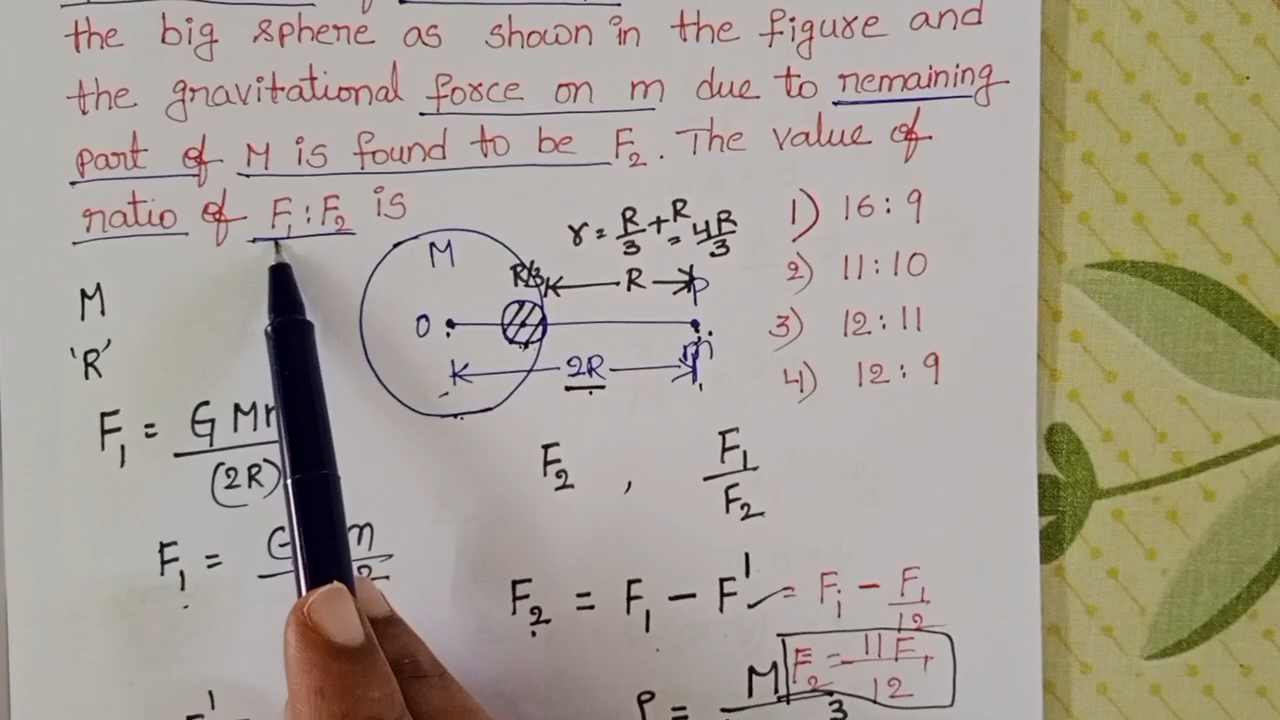 the big sphere as shown in the figure and
the gravitational force on m due to remaining
part of M is found to be F₂. The value of
ratio of F₁ : F₂ is
1) 16 : 9
2) 11 : 10
3) 12 : 11
4) 12 : 9
r = R/3 + R = 4R/3
M
R/3
R
p
O
m
2R
M
'R'
F₁ = G M
(2R)
F₂ , F₁/F₂
F₁ =
F₂ = F₁ - F' = F₁ - F₁/12
F₂ = 11F₁/12
ρ = M
3